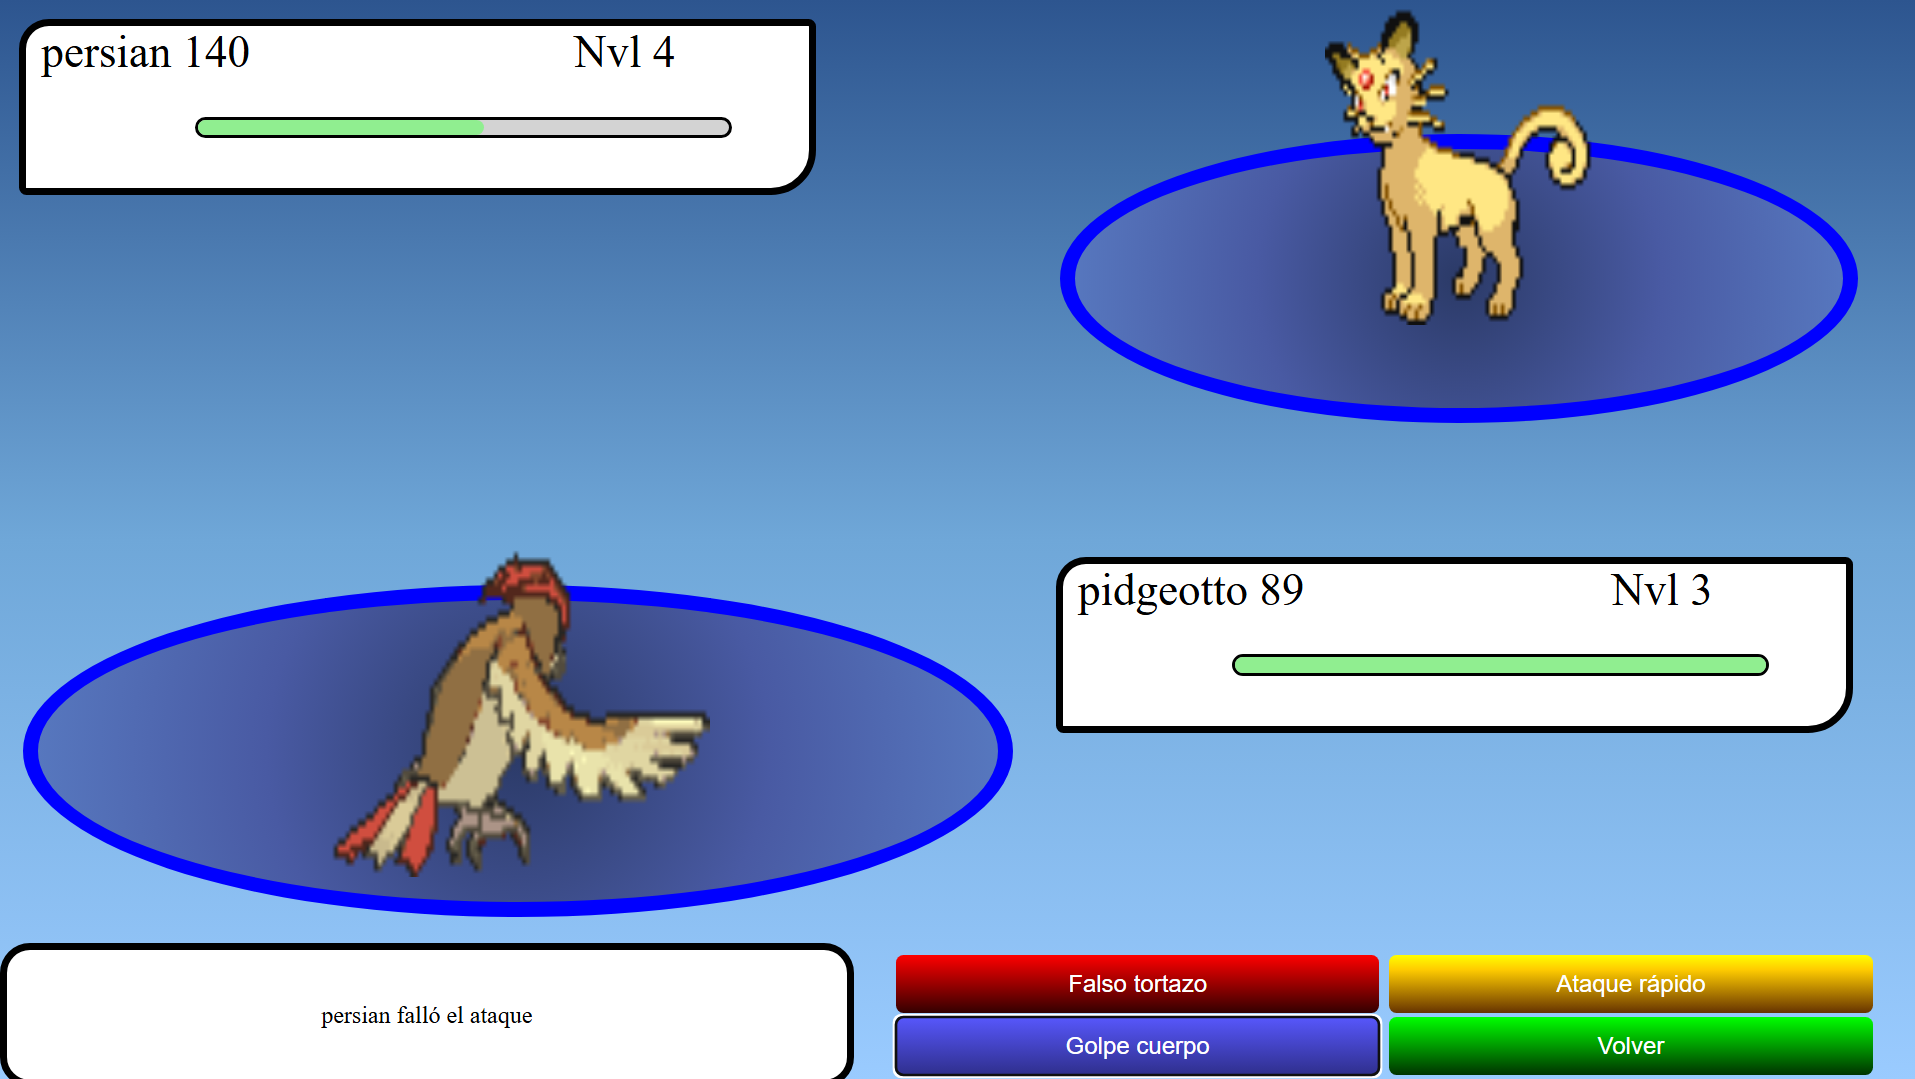 persian 140 Nvl 4
pidgeotto 89 Nvl 3
persian falló el ataque
Falso tortazo
Ataque rápido
Golpe cuerpo
Volver